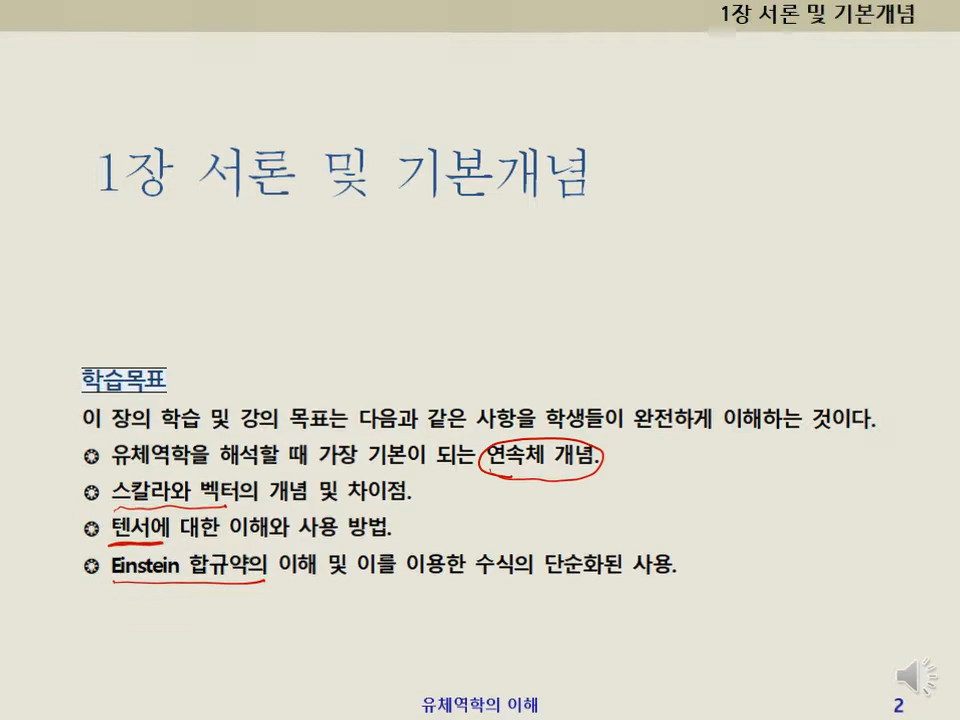 1장 서론 및 기본개념
1장 서론 및 기본개념
학습목표
이 장의 학습 및 강의 목표는 다음과 같은 사항을 학생들이 완전하게 이해하는 것이다.
유체역학을 해석할 때 가장 기본이 되는 연속체 개념.
스칼라와 벡터의 개념 및 차이점.
텐서에 대한 이해와 사용 방법.
Einstein 합규약의 이해 및 이를 이용한 수식의 단순화된 사용.
유체역학의 이해
2